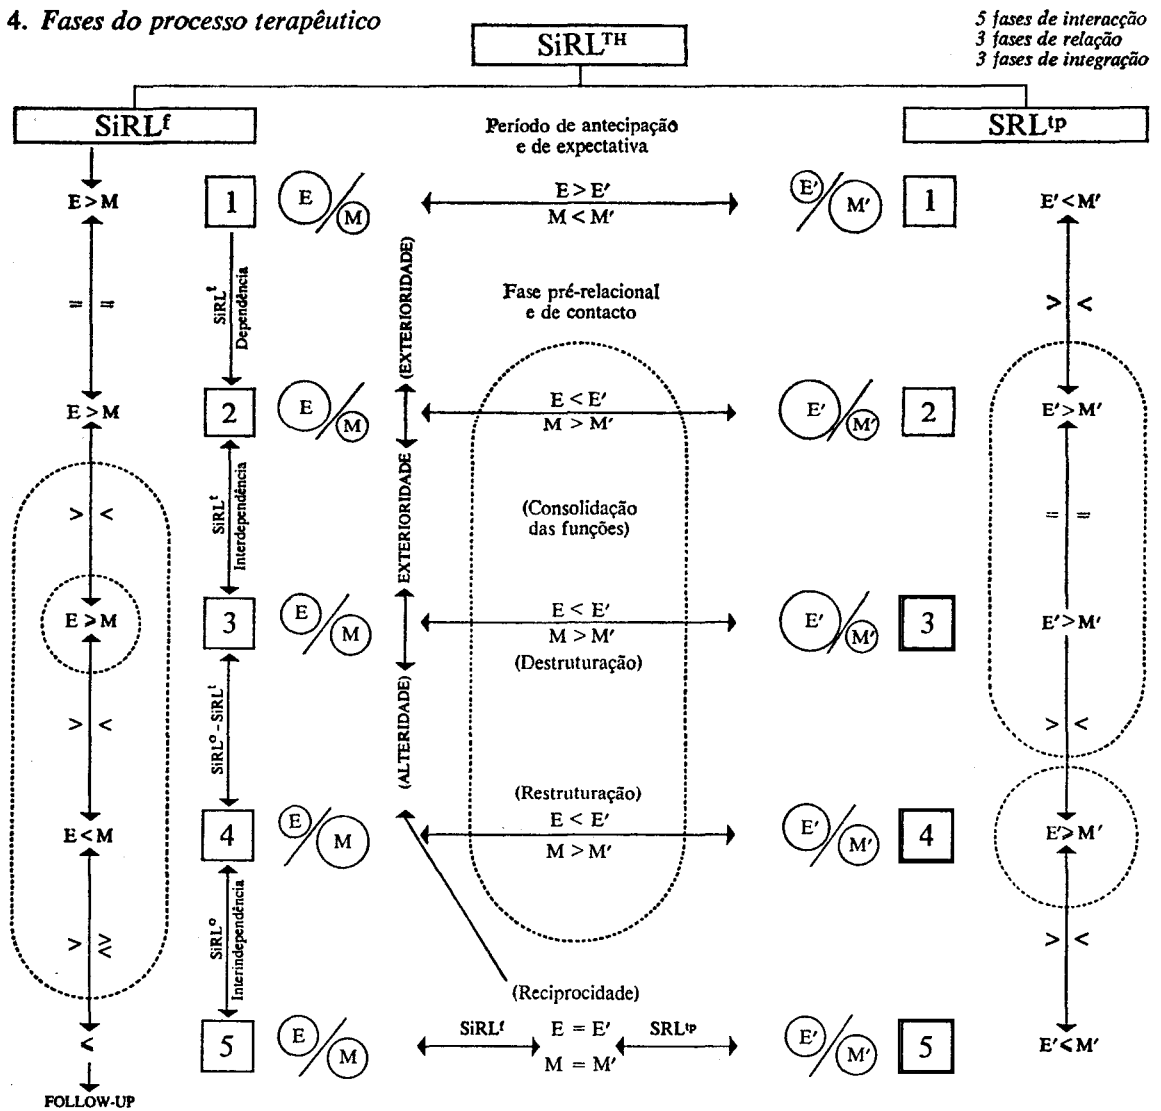 4. Fases do processo terapêutico
5 fases de interacção
3 fases de relação
3 fases de integração
SiRL^TH
SiRL^f
SRL^tp
Período de antecipação
e de expectativa
E > M
1
E
M
E > E′
M < M′
E′
M′
1
E′ < M′
SiRL^t
Dependência
(EXTERIORIDADE)
Fase pré-relacional
e de contacto
= =
> <
E > M
2
E
M
E < E′
M > M′
E′
M′
2
E′ > M′
SiRL^t
Interdependência
EXTERIORIDADE
(Consolidação
das funções)
> <
= =
E ⩾ M
3
E
M
E < E′
M > M′
(Destruturação)
E′
M′
3
E′ > M′
SiRL^o – SiRL^t
(ALTERIDADE)
> <
> <
(Restruturação)
E < M
4
E
M
E < E′
M > M′
E′
M′
4
E′ ⩾ M′
SiRL^o
Interindependência
> ≷
> <
(Reciprocidade)
⩽
5
E
M
SiRL^f
E = E′
M = M′
SRL^tp
E′
M′
5
E′ ⩽ M′
FOLLOW-UP